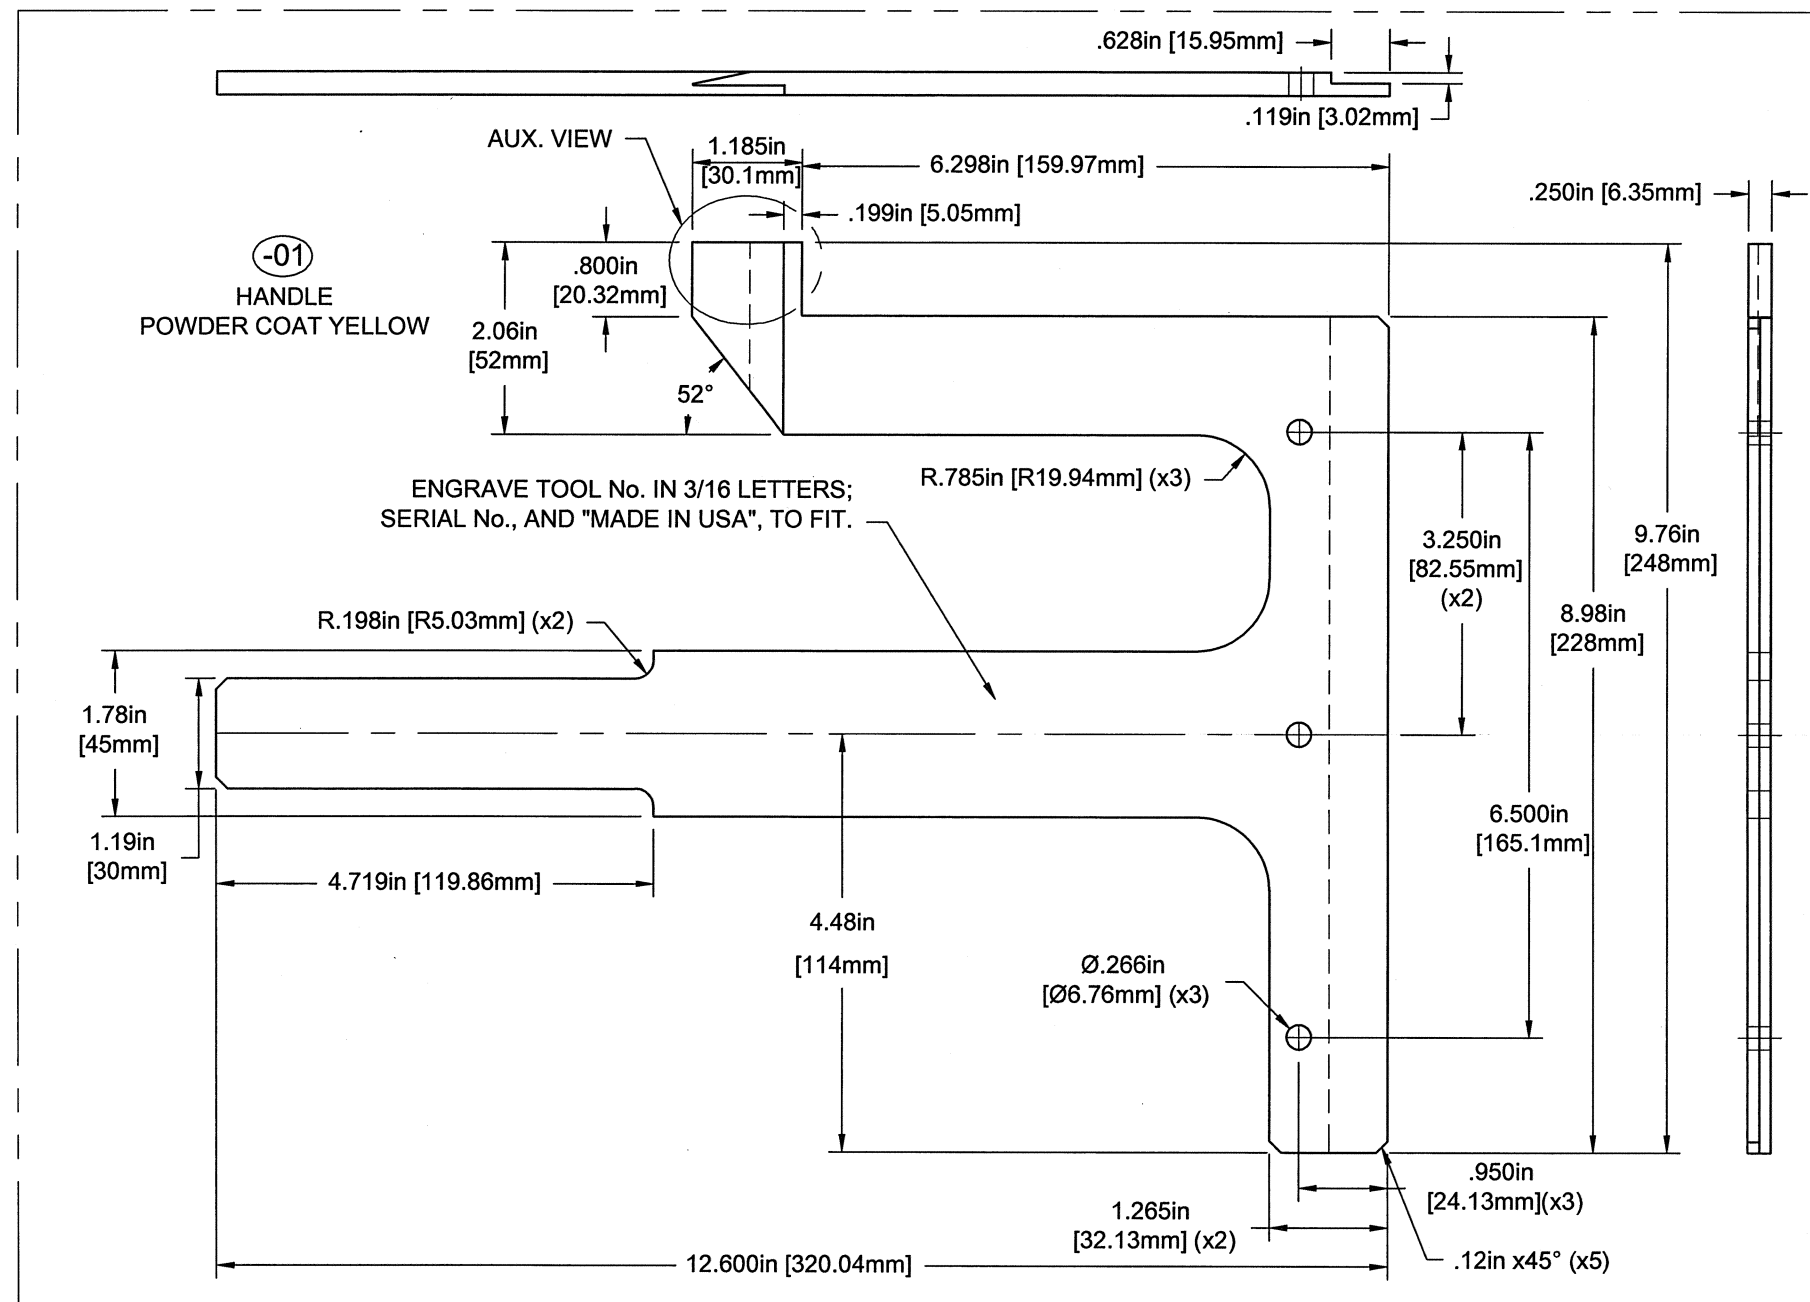 .628in [15.95mm]
.119in [3.02mm]
AUX. VIEW
1.185in
[30.1mm]
6.298in [159.97mm]
.250in [6.35mm]
.199in [5.05mm]
-01
HANDLE
POWDER COAT YELLOW
.800in
[20.32mm]
2.06in
[52mm]
52°
R.785in [R19.94mm] (x3)
ENGRAVE TOOL No. IN 3/16 LETTERS;
SERIAL No., AND "MADE IN USA", TO FIT.
3.250in
[82.55mm]
(x2)
9.76in
[248mm]
8.98in
[228mm]
R.198in [R5.03mm] (x2)
1.78in
[45mm]
1.19in
[30mm]
4.719in [119.86mm]
6.500in
[165.1mm]
4.48in
[114mm]
Ø.266in
[Ø6.76mm] (x3)
.950in
[24.13mm](x3)
1.265in
[32.13mm] (x2)
.12in x45° (x5)
12.600in [320.04mm]